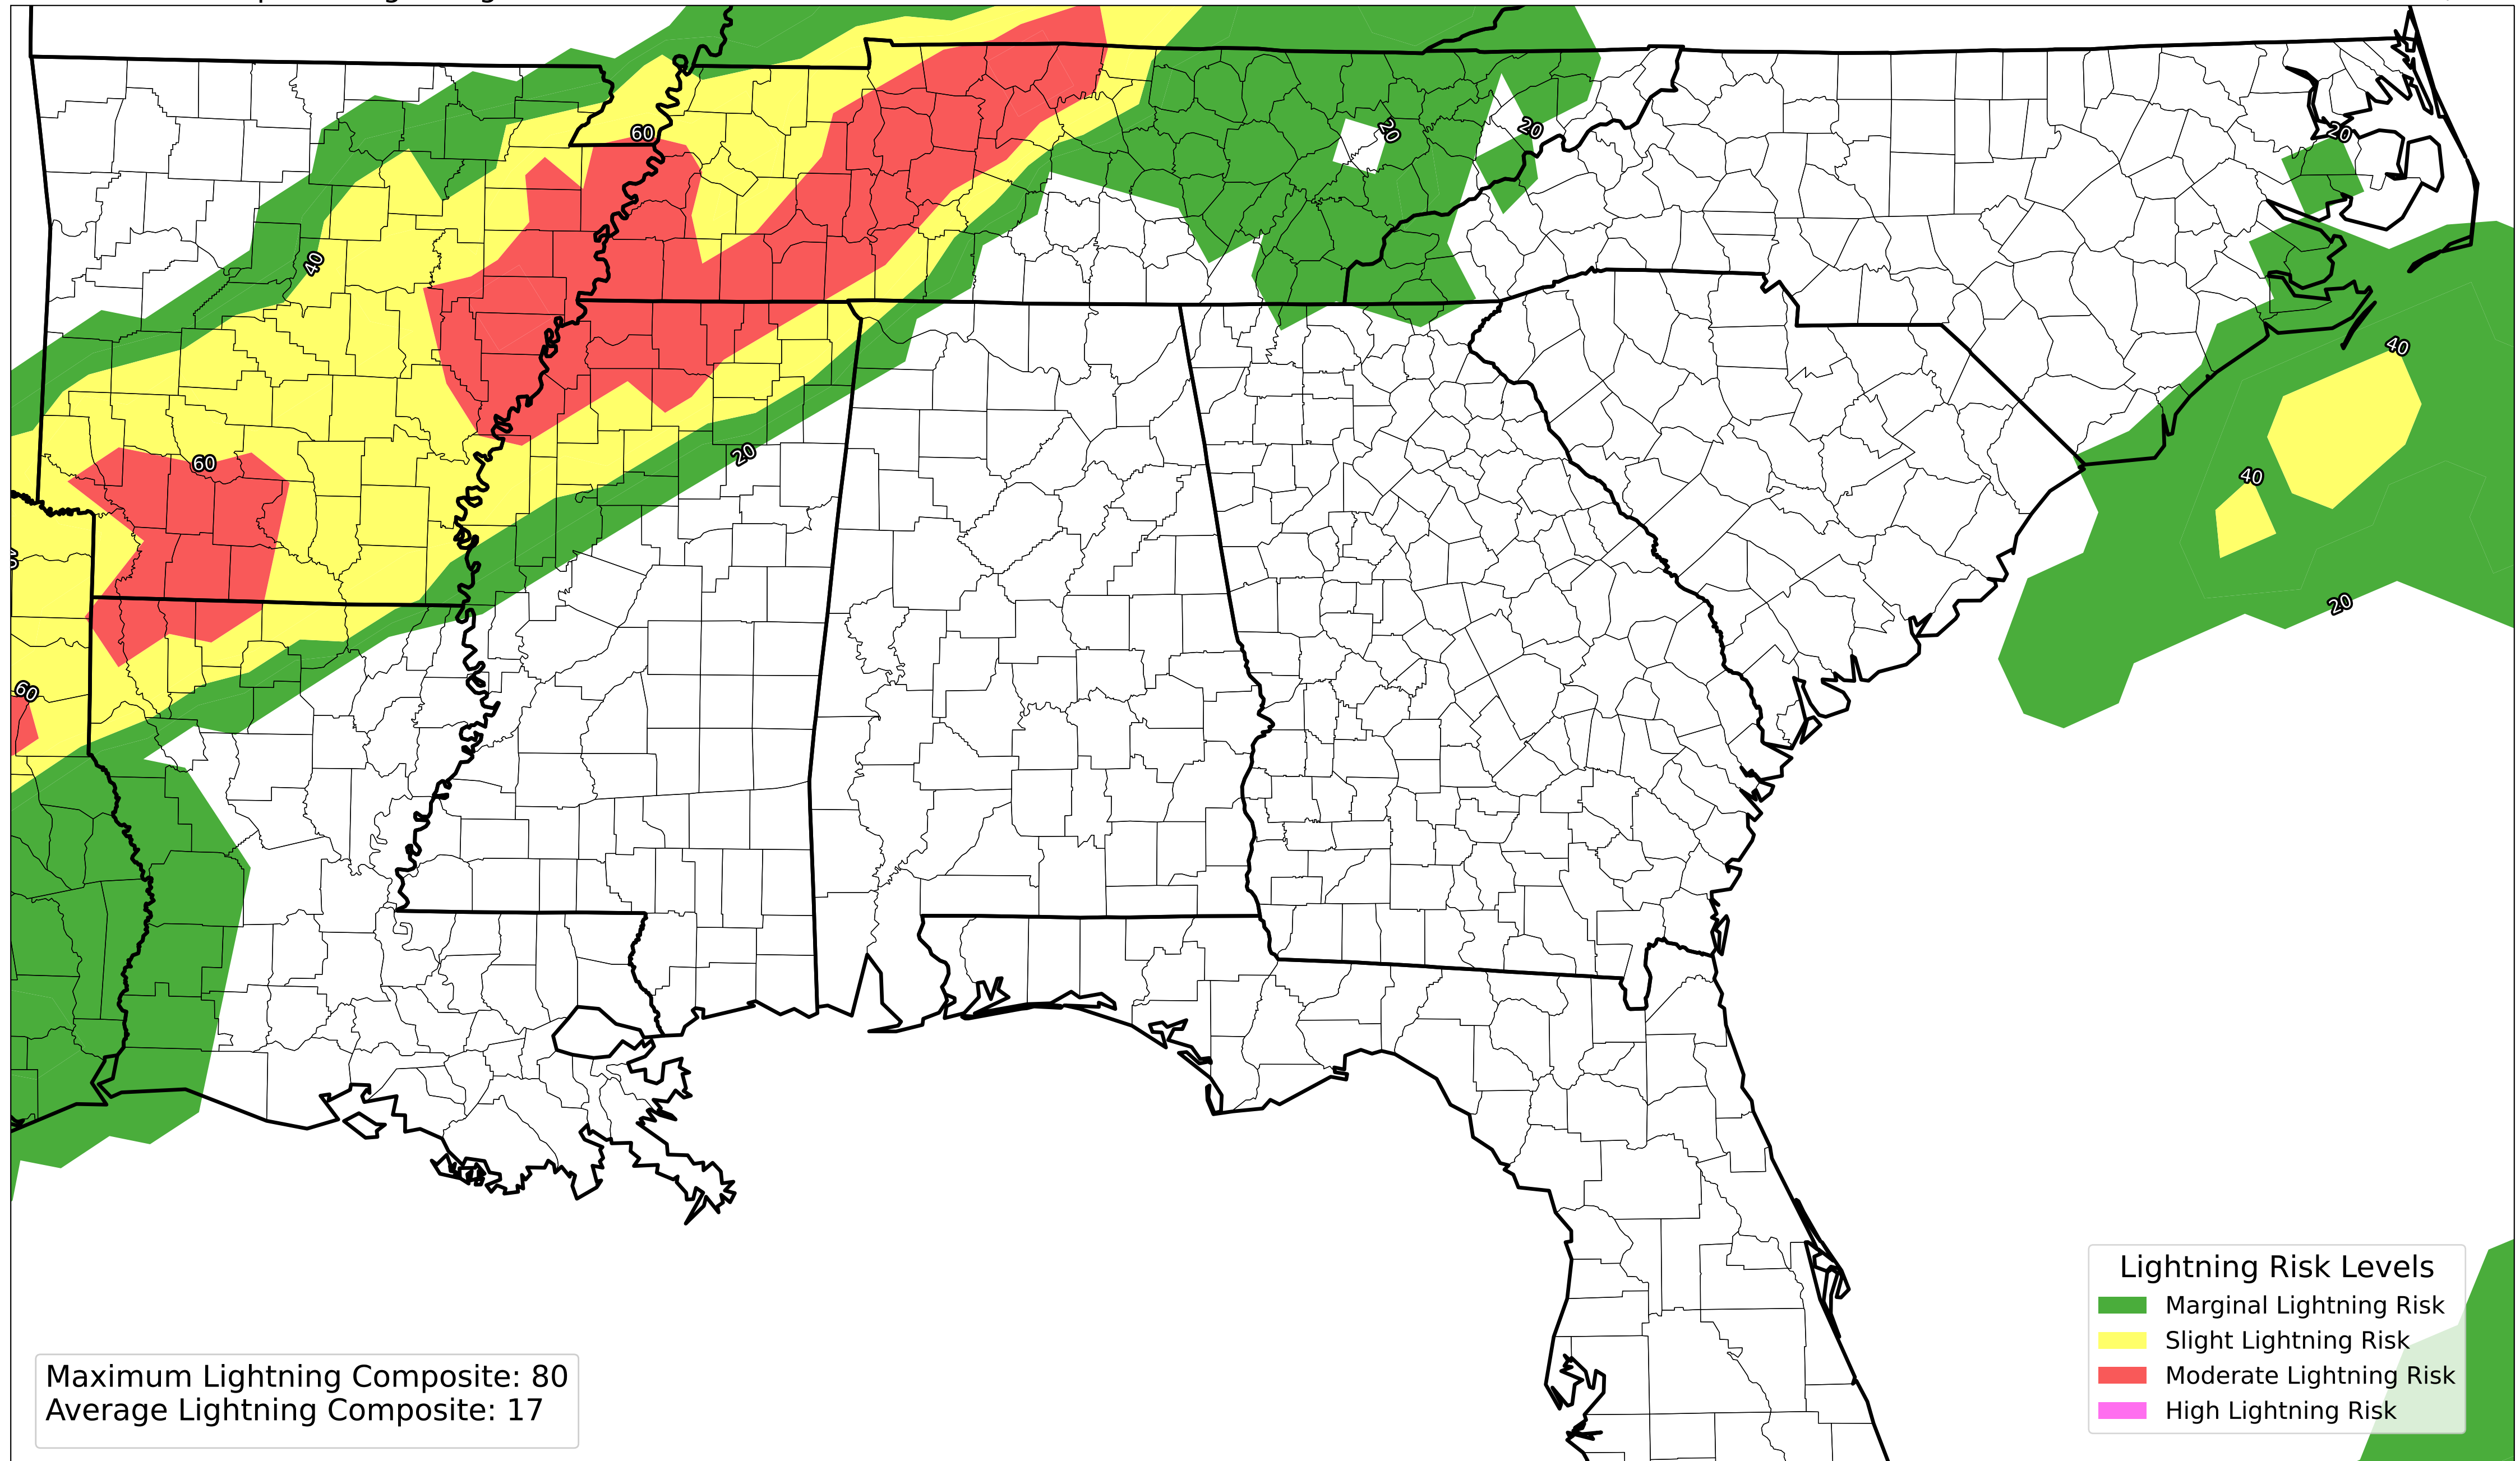 60
20
20
20
40
40
60
20
40
20
60
Lightning Risk Levels
Marginal Lightning Risk
Slight Lightning Risk
Moderate Lightning Risk
High Lightning Risk
Maximum Lightning Composite: 80
Average Lightning Composite: 17